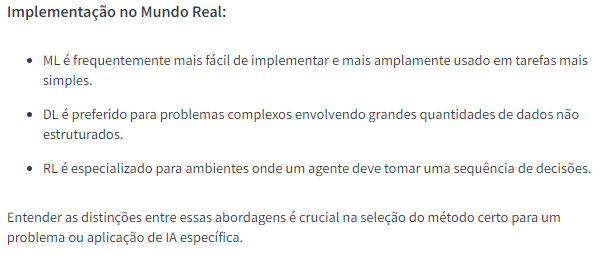 Implementação no Mundo Real:
ML é frequentemente mais fácil de implementar e mais amplamente usado em tarefas mais
simples.
DL é preferido para problemas complexos envolvendo grandes quantidades de dados não
estruturados.
RL é especializado para ambientes onde um agente deve tomar uma sequência de decisões.
Entender as distinções entre essas abordagens é crucial na seleção do método certo para um
problema ou aplicação de IA específica.